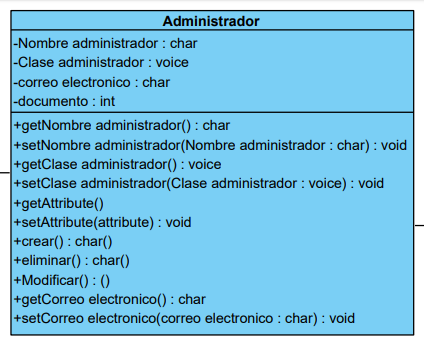 Administrador
-Nombre administrador : char
-Clase administrador : voice
-correo electronico : char
-documento : int
+getNombre administrador() : char
+setNombre administrador(Nombre administrador : char) : void
+getClase administrador() : voice
+setClase administrador(Clase administrador : voice) : void
+getAttribute()
+setAttribute(attribute) : void
+crear() : char()
+eliminar() : char()
+Modificar() : ()
+getCorreo electronico() : char
+setCorreo electronico(correo electronico : char) : void